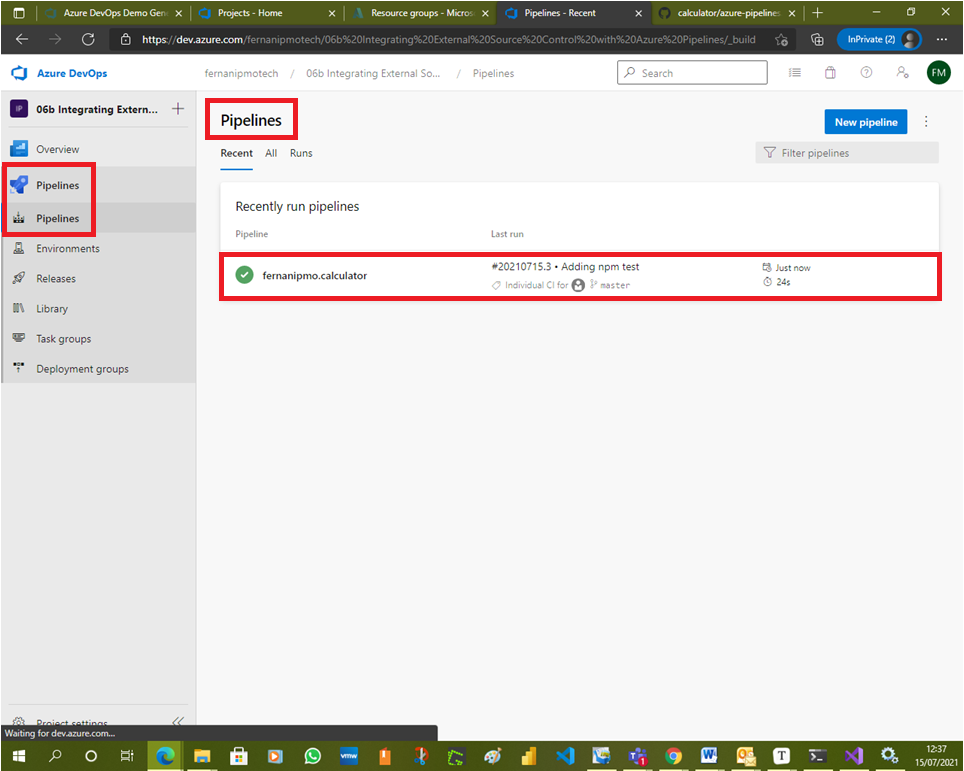 Azure DevOps Demo Gene
Projects - Home
Resource groups - Micros
Pipelines - Recent
calculator/azure-pipelines
https://dev.azure.com/fernanipmotech/06b%20Integrating%20External%20Source%20Control%20with%20Azure%20Pipelines/_build
InPrivate (2)
Azure DevOps
fernanipmotech / 06b Integrating External So... / Pipelines
Search
FM
IP
06b Integrating Extern...
Overview
Pipelines
Pipelines
Environments
Releases
Library
Task groups
Deployment groups
Project settings
Pipelines
New pipeline
Recent All Runs
Filter pipelines
Recently run pipelines
Pipeline Last run
fernanipmo.calculator
#20210715.3 • Adding npm test
Individual CI for master
Just now
24s
Waiting for dev.azure.com...
vmw
12:37
15/07/2021